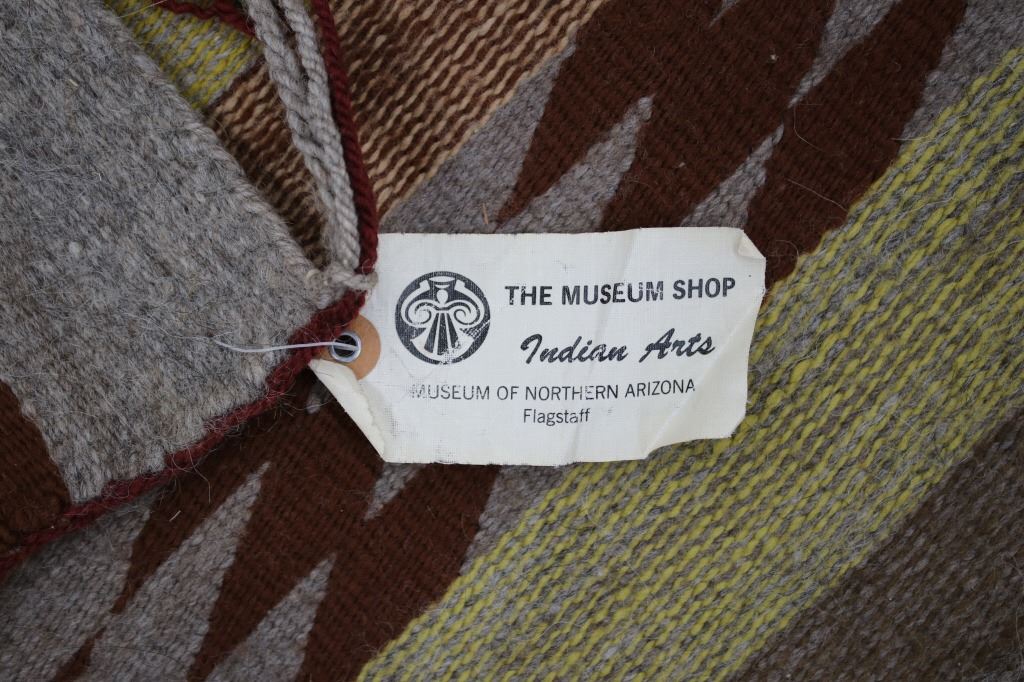 THE MUSEUM SHOP
Indian Arts
MUSEUM OF NORTHERN ARIZONA
Flagstaff